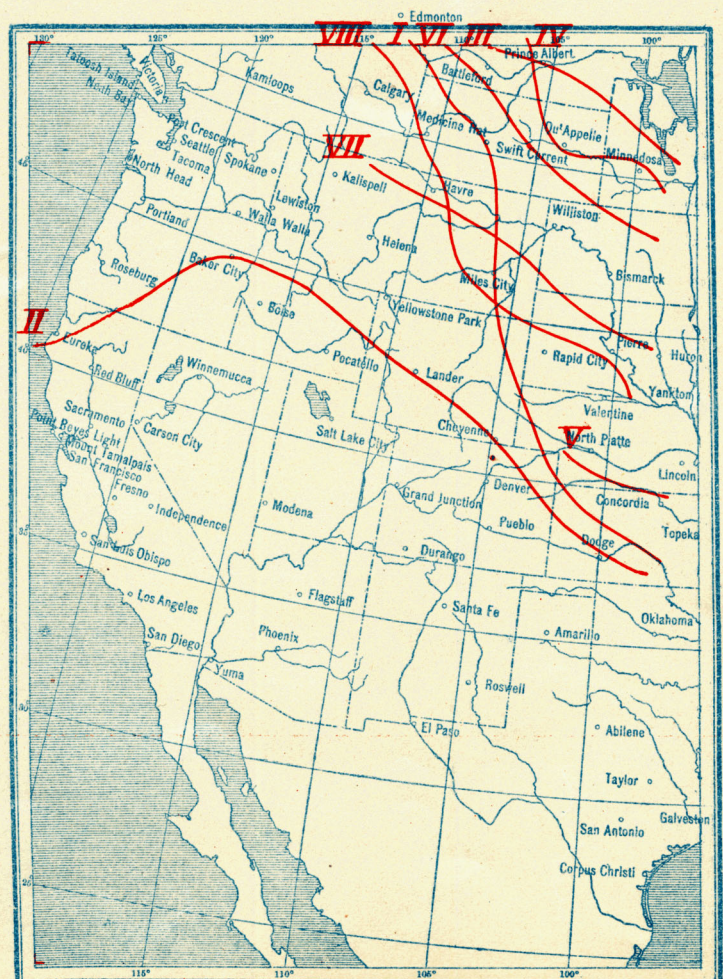 Edmonton
VIII I VI III IV
130° 125° 120° 110° 105° 100°
Prince Albert
Tatoosh Island
Neah Bay
Victoria
Kamloops
Battleford
Calgary
Medicine Hat
Qu'Appelle
Minnedosa
Swift Current
Port Crescent
Seattle
Tacoma
Spokane
VII
North Head
Kalispell
Havre
Williston
Lewiston
Walla Walla
45
Portland
Helena
Bismarck
Roseburg
Baker City
Miles City
II
Boise
Yellowstone Park
Eureka
Pierre
Huron
40
Pocatello
Rapid City
Red Bluff
Winnemucca
Lander
Yankton
Valentine
Sacramento
Carson City
Salt Lake City
Cheyenne
V
North Platte
Point Reyes Light
Mount Tamalpais
San Francisco
Lincoln
Fresno
Independence
Modena
Grand Junction
Denver
Concordia
Pueblo
Topeka
35
San Luis Obispo
Durango
Dodge
Los Angeles
Flagstaff
Santa Fe
Oklahoma
San Diego
Phoenix
Amarillo
Yuma
Roswell
30
El Paso
Abilene
Taylor
Galveston
San Antonio
Corpus Christi
25
115° 110° 105° 100°